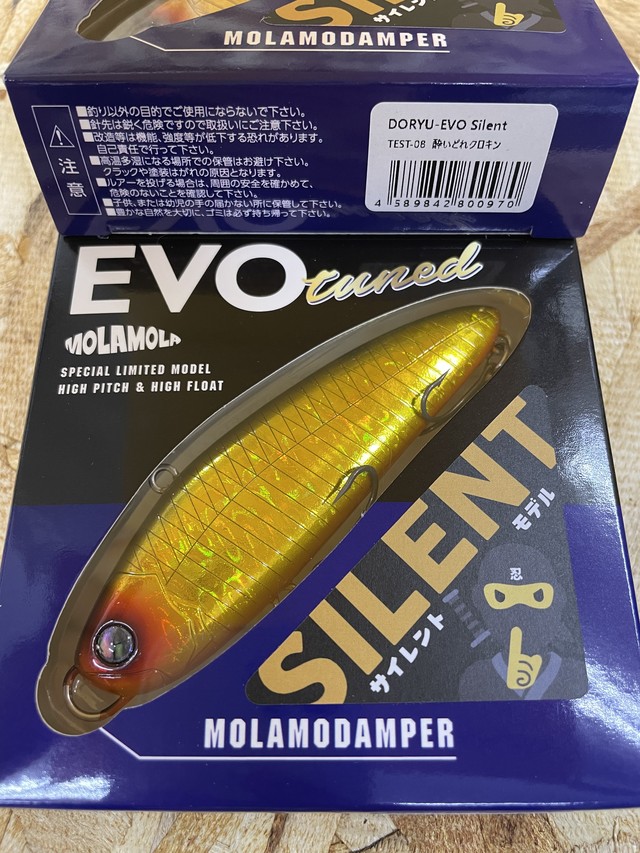 SILENT
サイレント
MOLAMODAMPER
注意
■釣り以外の目的でご使用にならないで下さい。
■針先は鋭く危険ですので取扱いにご注意下さい。
■改造等は機能、強度等が低下する恐れがあります。
自己責任で行って下さい。
■高温多湿になる場所での保管はお避け下さい。
クラックや塗装はがれの原因となります。
■ルアーを投げる場合は、周囲の安全を確かめて、
危険のないことを確認して下さい。
■子供、または幼児の手の届かない所に保管して下さい。
■豊かな自然を大切に、ゴミは必ず持ち帰って下さい。
DORYU-EVO Silent
TEST-08 酔いどれクロキン
4 589842 800970
EVO tuned
MOLAMOLA
SPECIAL LIMITED MODEL
HIGH PITCH & HIGH FLOAT
SILENT
サイレント
モデル
忍
MOLAMODAMPER